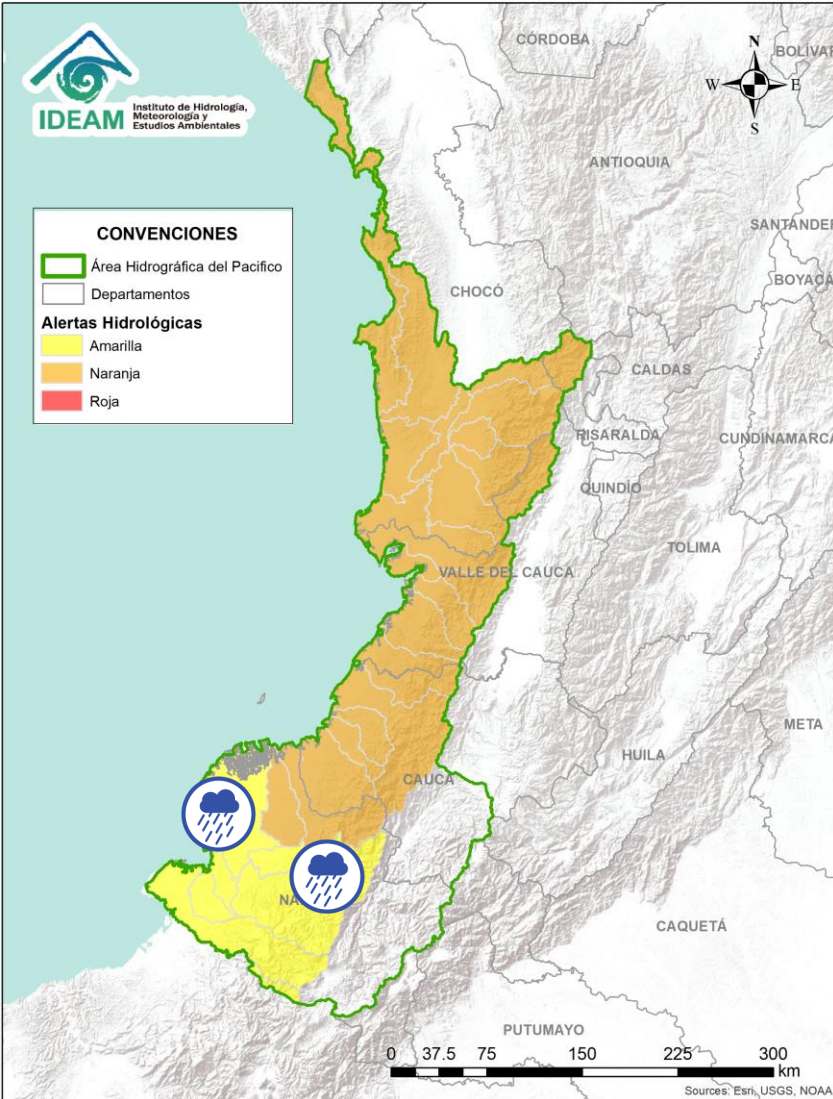 IDEAM
Instituto de Hidrología,
Meteorología y
Estudios Ambientales
CONVENCIONES
Área Hidrográfica del Pacifico
Departamentos
Alertas Hidrológicas
Amarilla
Naranja
Roja
N
W E
S
CÓRDOBA
BOLÍVAR
ANTIOQUIA
SANTANDER
BOYACÁ
CHOCÓ
CALDAS
RISARALDA
CUNDINAMARCA
QUINDÍO
TOLIMA
VALLE DEL CAUCA
META
HUILA
CAUCA
NA
CAQUETÁ
PUTUMAYO
0 37.5 75 150 225 300
km
Sources: Esri, USGS, NOAA